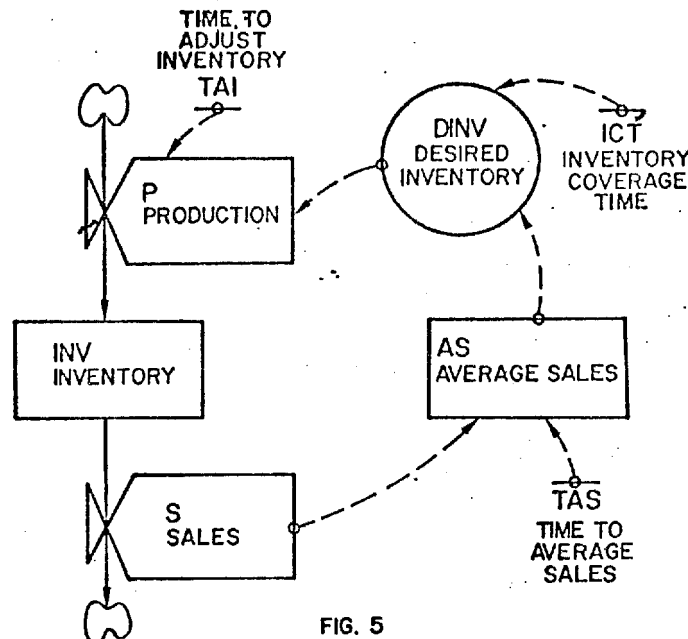 TIME TO
ADJUST
INVENTORY
TAI
P
PRODUCTION
DINV
DESIRED
INVENTORY
ICT
INVENTORY
COVERAGE
TIME
INV
INVENTORY
AS
AVERAGE SALES
S
SALES
TAS
TIME TO
AVERAGE
SALES
FIG. 5